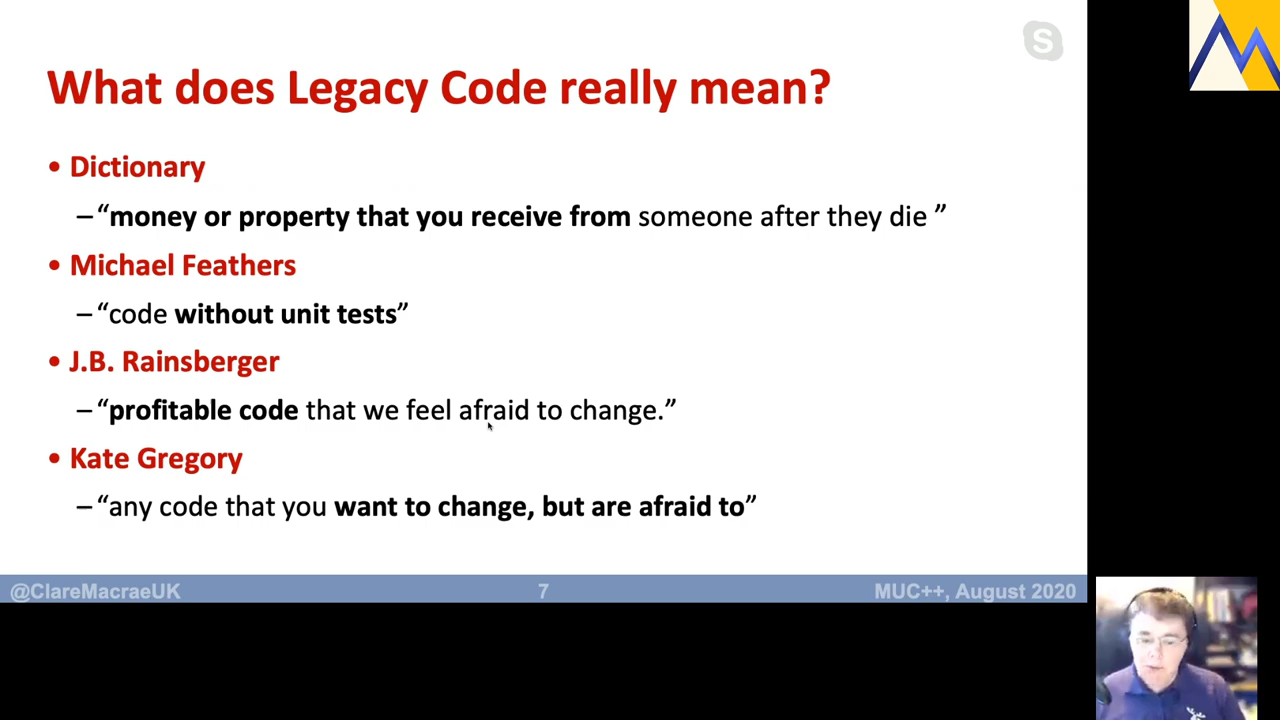 What does Legacy Code really mean?
• Dictionary
– “money or property that you receive from someone after they die ”
• Michael Feathers
– “code without unit tests”
• J.B. Rainsberger
– “profitable code that we feel afraid to change.”
• Kate Gregory
– “any code that you want to change, but are afraid to”
@ClareMacraeUK 7 MUC++, August 2020
S